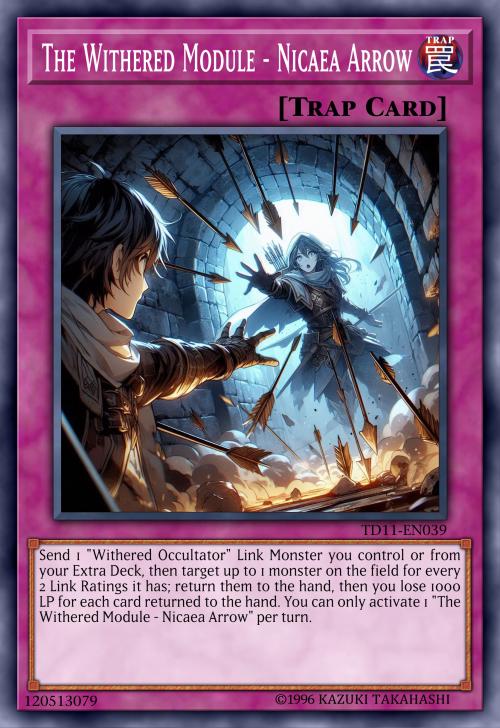 The Withered Module - Nicaea Arrow
TRAP
罠
[Trap Card]
TD11-EN039
Send 1 "Withered Occultator" Link Monster you control or from
your Extra Deck, then target up to 1 monster on the field for every
2 Link Ratings it has; return them to the hand, then you lose 1000
LP for each card returned to the hand. You can only activate 1 "The
Withered Module - Nicaea Arrow" per turn.
120513079
©1996 KAZUKI TAKAHASHI